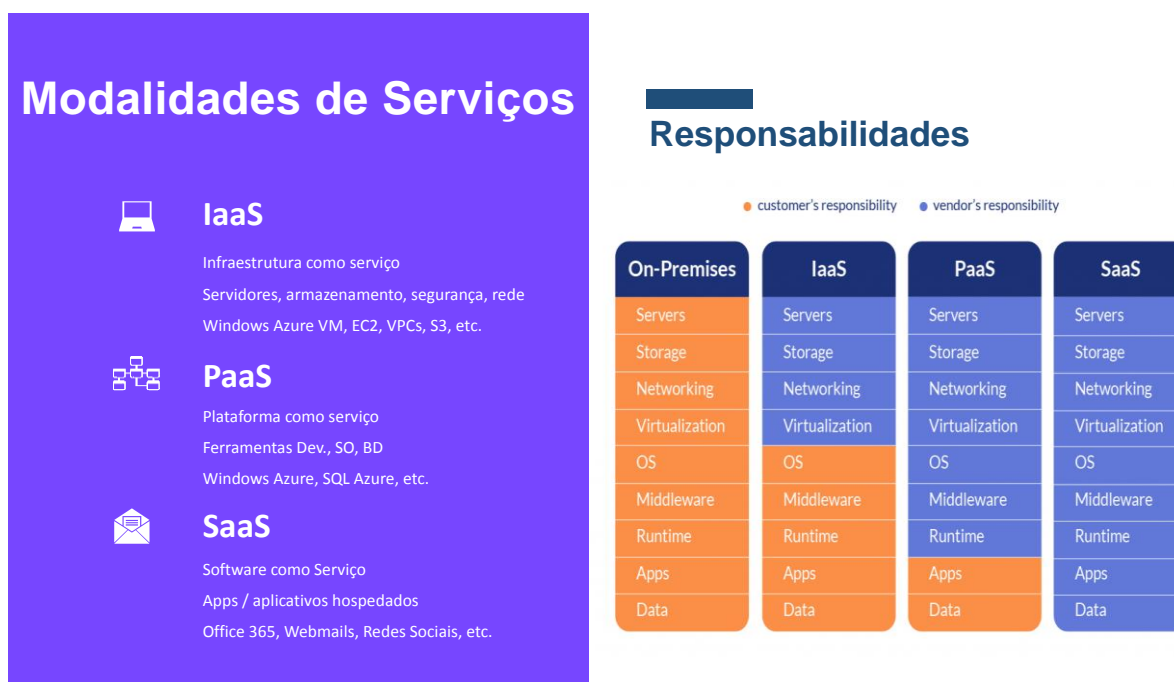 Modalidades de Serviços
IaaS
Infraestrutura como serviço
Servidores, armazenamento, segurança, rede
Windows Azure VM, EC2, VPCs, S3, etc.
PaaS
Plataforma como serviço
Ferramentas Dev., SO, BD
Windows Azure, SQL Azure, etc.
SaaS
Software como Serviço
Apps / aplicativos hospedados
Office 365, Webmails, Redes Sociais, etc.
Responsabilidades
customer's responsibility vendor's responsibility
On-Premises IaaS PaaS SaaS
Servers Servers Servers Servers
Storage Storage Storage Storage
Networking Networking Networking Networking
Virtualization Virtualization Virtualization Virtualization
OS OS OS OS
Middleware Middleware Middleware Middleware
Runtime Runtime Runtime Runtime
Apps Apps Apps Apps
Data Data Data Data